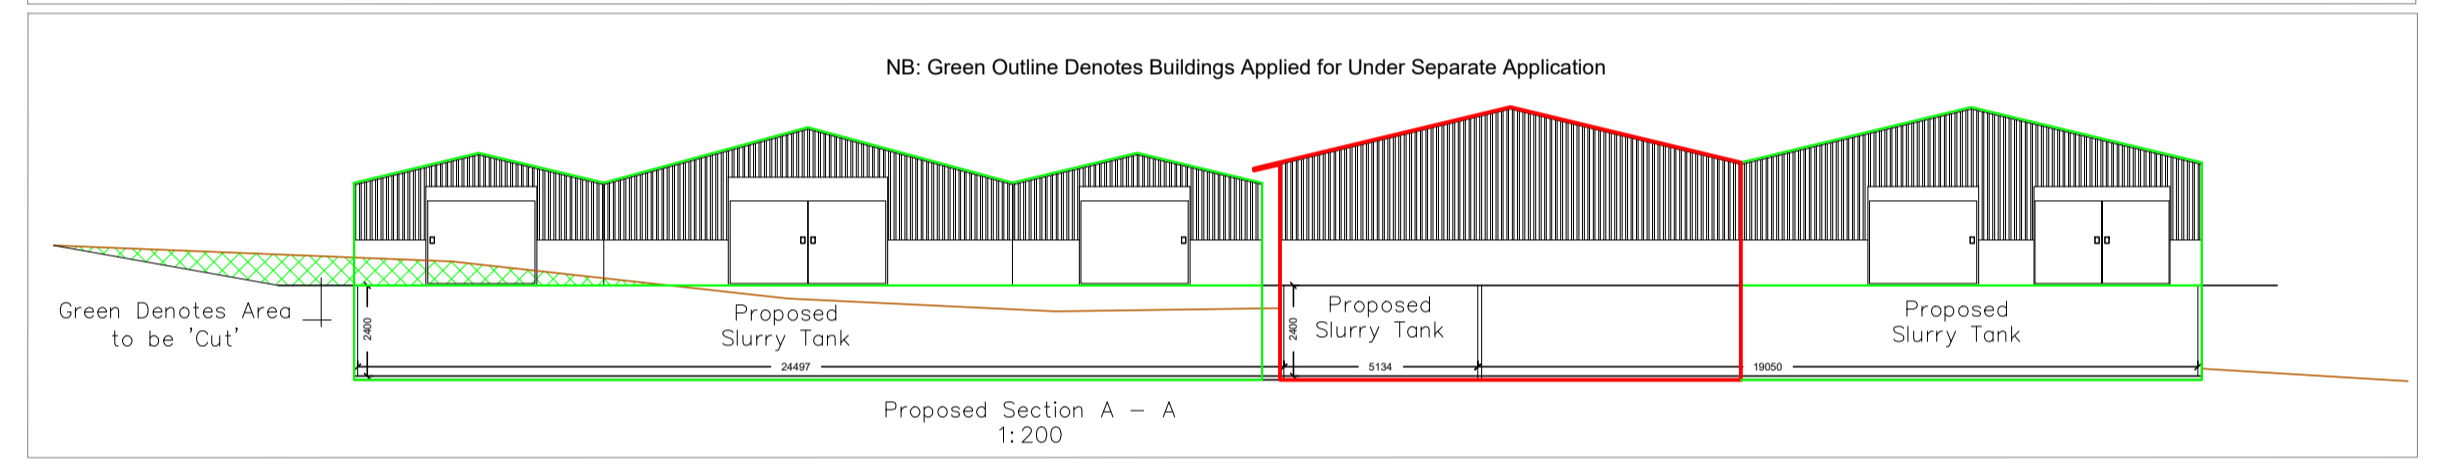 NB: Green Outline Denotes Buildings Applied for Under Separate Application
Green Denotes Area
to be 'Cut'
2400
Proposed
Slurry Tank
24497
2400
Proposed
Slurry Tank
5134
Proposed
Slurry Tank
19050
Proposed Section A - A
1:200